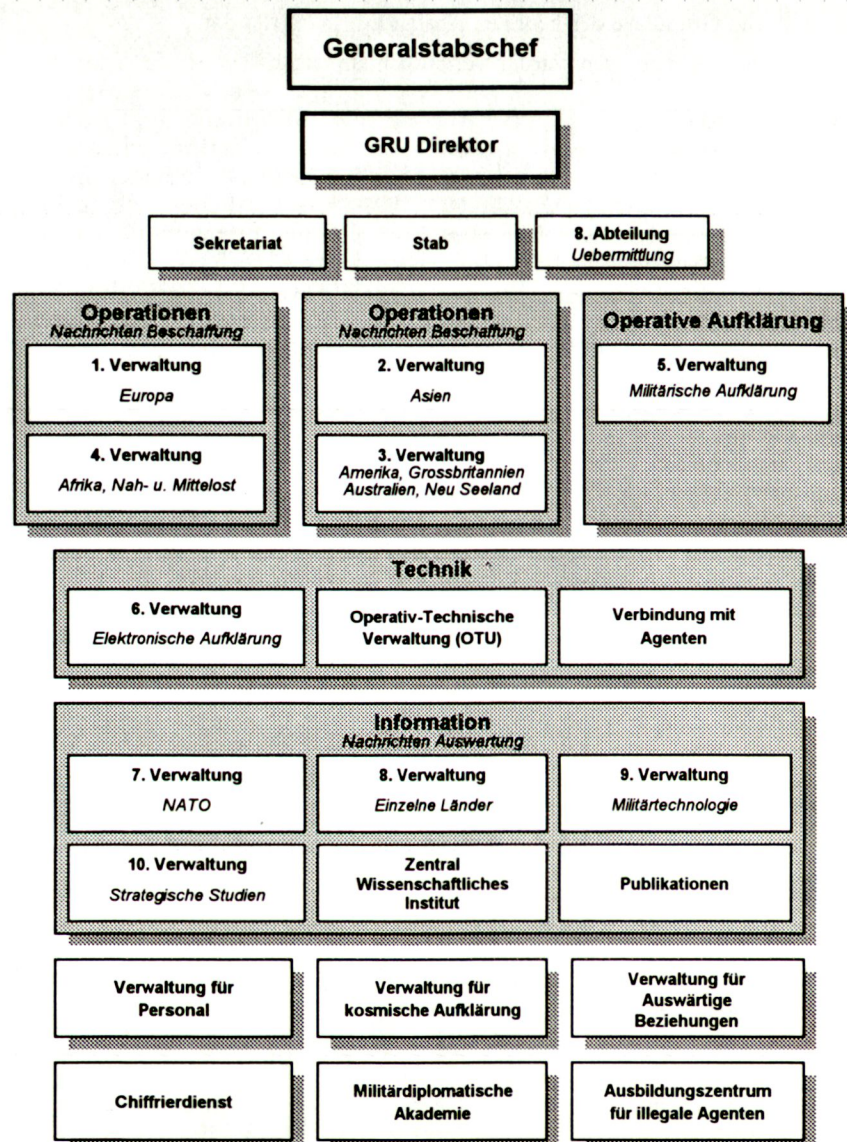 Generalstabschef
GRU Direktor
Sekretariat
Stab
8. Abteilung
Uebermittlung
Operationen
Nachrichten Beschaffung
1. Verwaltung
Europa
4. Verwaltung
Afrika, Nah- u. Mittelost
Operationen
Nachrichten Beschaffung
2. Verwaltung
Asien
3. Verwaltung
Amerika, Grossbritannien
Australien, Neu Seeland
Operative Aufklärung
5. Verwaltung
Militärische Aufklärung
Technik
6. Verwaltung
Elektronische Aufklärung
Operativ-Technische
Verwaltung (OTU)
Verbindung mit
Agenten
Information
Nachrichten Auswertung
7. Verwaltung
NATO
8. Verwaltung
Einzelne Länder
9. Verwaltung
Militärtechnologie
10. Verwaltung
Strategische Studien
Zentral
Wissenschaftliches
Institut
Publikationen
Verwaltung für
Personal
Verwaltung für
kosmische Aufklärung
Verwaltung für
Auswärtige
Beziehungen
Chiffrierdienst
Militärdiplomatische
Akademie
Ausbildungszentrum
für illegale Agenten